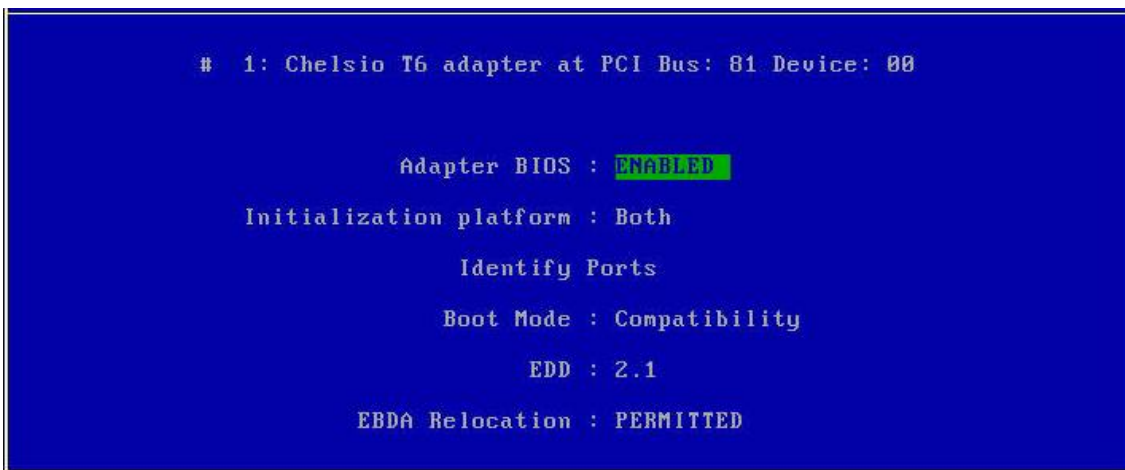 # 1: Chelsio T6 adapter at PCI Bus: 81 Device: 00
Adapter BIOS : ENABLED
Initialization platform : Both
Identify Ports
Boot Mode : Compatibility
EDD : 2.1
EBDA Relocation : PERMITTED